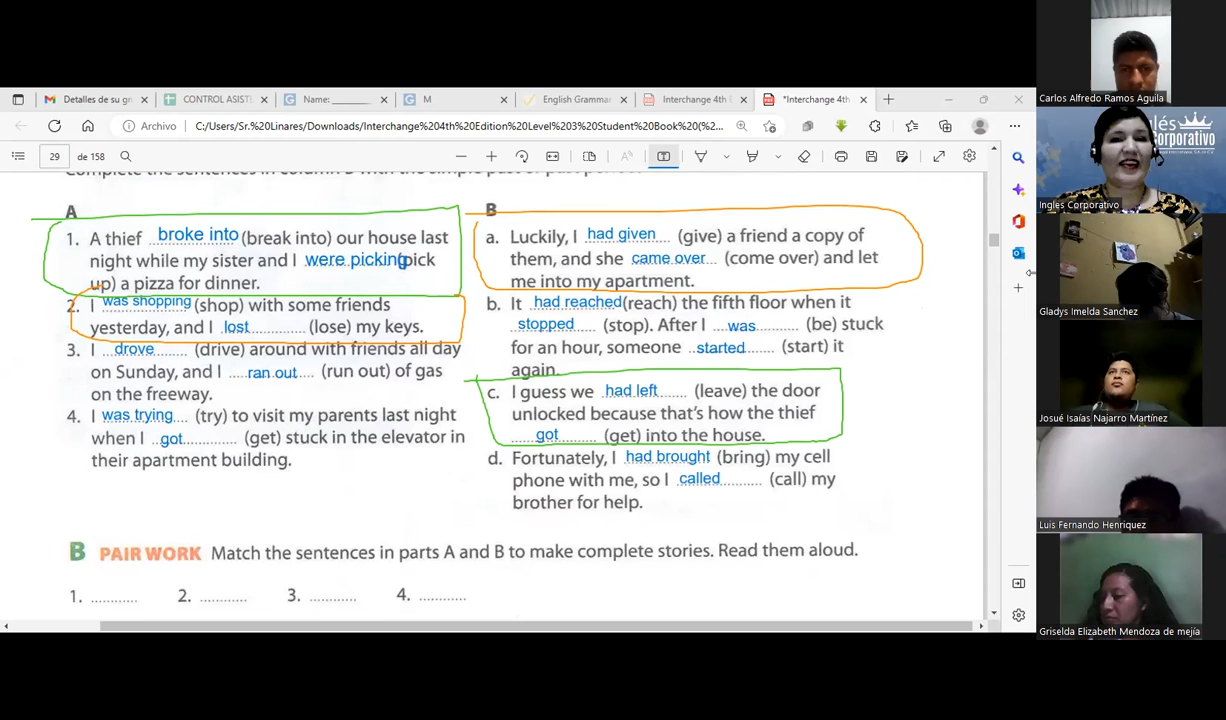 Detalles de su gr
CONTROL ASIST
Name: ________
M
English Gramma
Interchange 4th E
*Interchange 4th
Archivo
C:/Users/Sr.%20Linares/Downloads/Interchange%204th%20Edition%20Level%203%20Student%20Book%20(%2...
29
de 158
A
1. A thief broke into (break into) our house last
night while my sister and I were picking (pick
up) a pizza for dinner.
2. I was shopping (shop) with some friends
yesterday, and I lost (lose) my keys.
3. I drove (drive) around with friends all day
on Sunday, and I ran out (run out) of gas
on the freeway.
4. I was trying (try) to visit my parents last night
when I got (get) stuck in the elevator in
their apartment building.
B
a. Luckily, I had given (give) a friend a copy of
them, and she came over (come over) and let
me into my apartment.
b. It had reached (reach) the fifth floor when it
stopped (stop). After I was (be) stuck
for an hour, someone started (start) it
again.
c. I guess we had left (leave) the door
unlocked because that's how the thief
got (get) into the house.
d. Fortunately, I had brought (bring) my cell
phone with me, so I called (call) my
brother for help.
B PAIR WORK Match the sentences in parts A and B to make complete stories. Read them aloud.
1. ............ 2. ............ 3. ............ 4. ............
Carlos Alfredo Ramos Aguila
Ingles Corporativo
Gladys Imelda Sanchez
Josué Isaías Najarro Martínez
Luis Fernando Henriquez
Griselda Elizabeth Mendoza de mejía